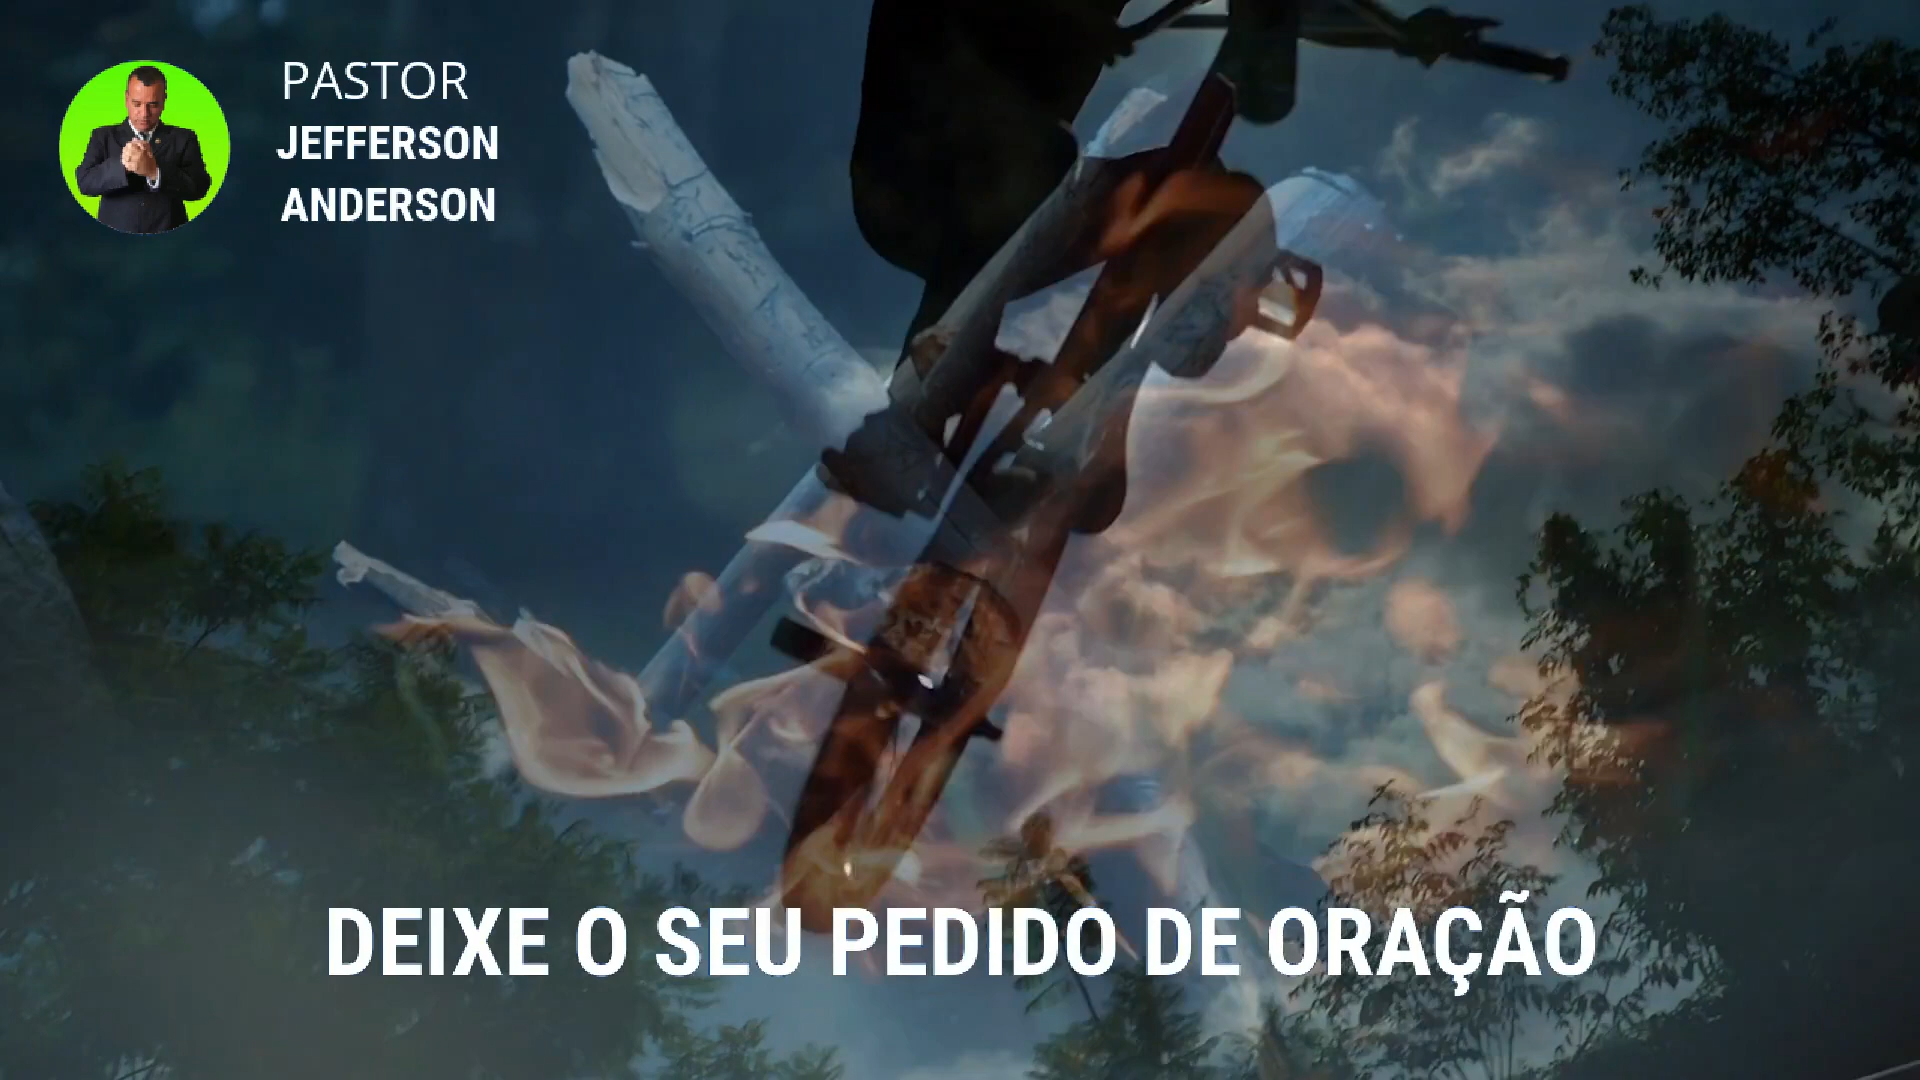 PASTOR
JEFFERSON
ANDERSON
DEIXE O SEU PEDIDO DE ORAÇÃO